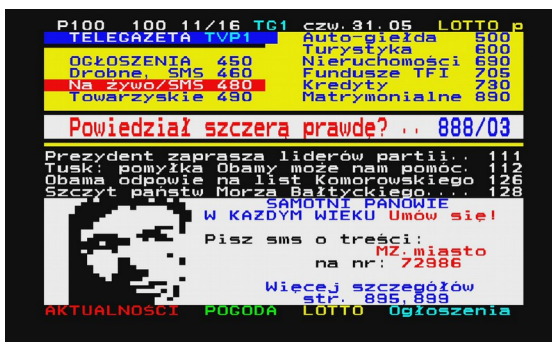 P100 100 11/16 TG1 czw.31.05 LOTTO p
TELEGAZETA TVP1 Auto-giełda 500
Turystyka 600
OGŁOSZENIA 450 Nieruchomości 690
Drobne, SMS 460 Fundusze TFI 705
Na żywo/SMS 480 Kredyty 730
Towarzyskie 490 Matrymonialne 890
Powiedział szczerą prawdę? .. 888/03
Prezydent zaprasza liderów partii.. 111
Tusk: pomyłka Obamy może nam pomóc. 112
Obama odpowie na list Komorowskiego 126
Szczyt państw Morza Bałtyckiego.... 128
SAMOTNI PANOWIE
W KAŻDYM WIEKU Umów się!
Pisz sms o treści:
MZ.miasto
na nr: 72986
Więcej szczegółów
str. 895,899
AKTUALNOŚCI POGODA LOTTO Ogłoszenia